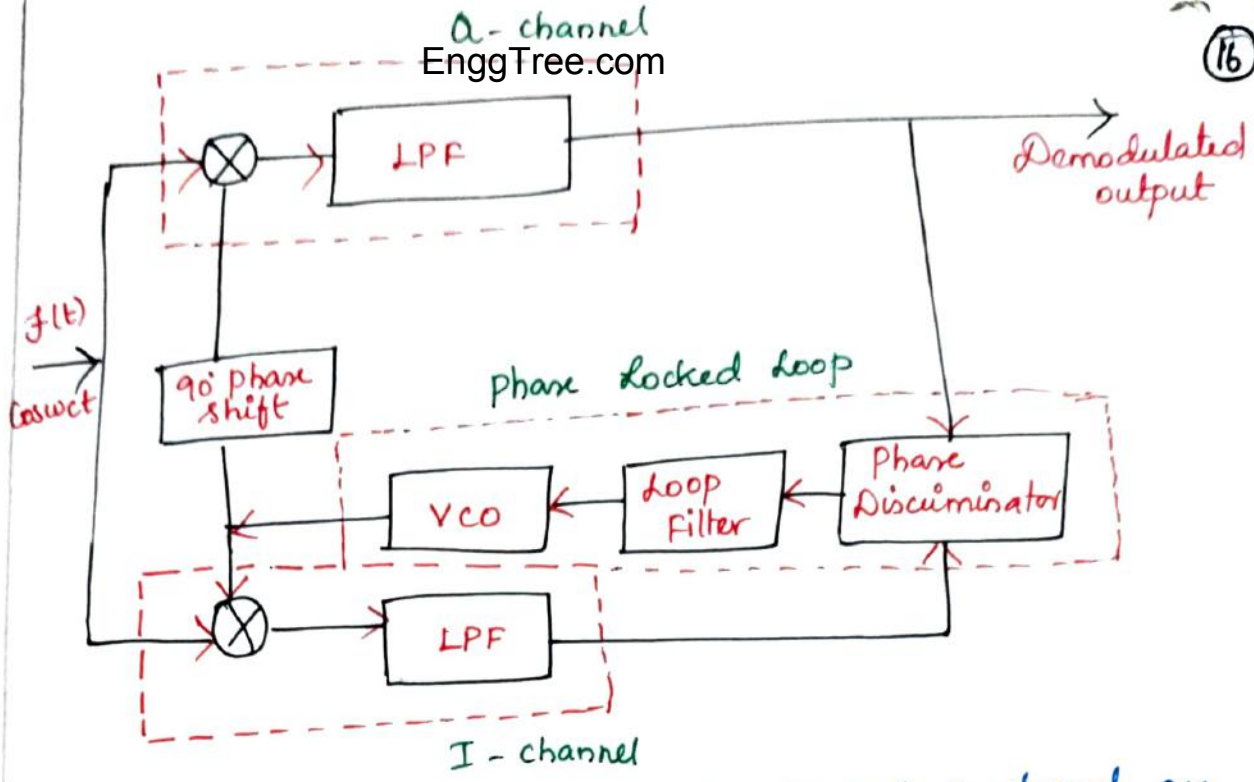 Q - channel
EnggTree.com
16
LPF
Demodulated
output
f(t)
Coswct
90° phase
shift
Phase Locked Loop
VCO
Loop
Filter
Phase
Discriminator
LPF
I - channel